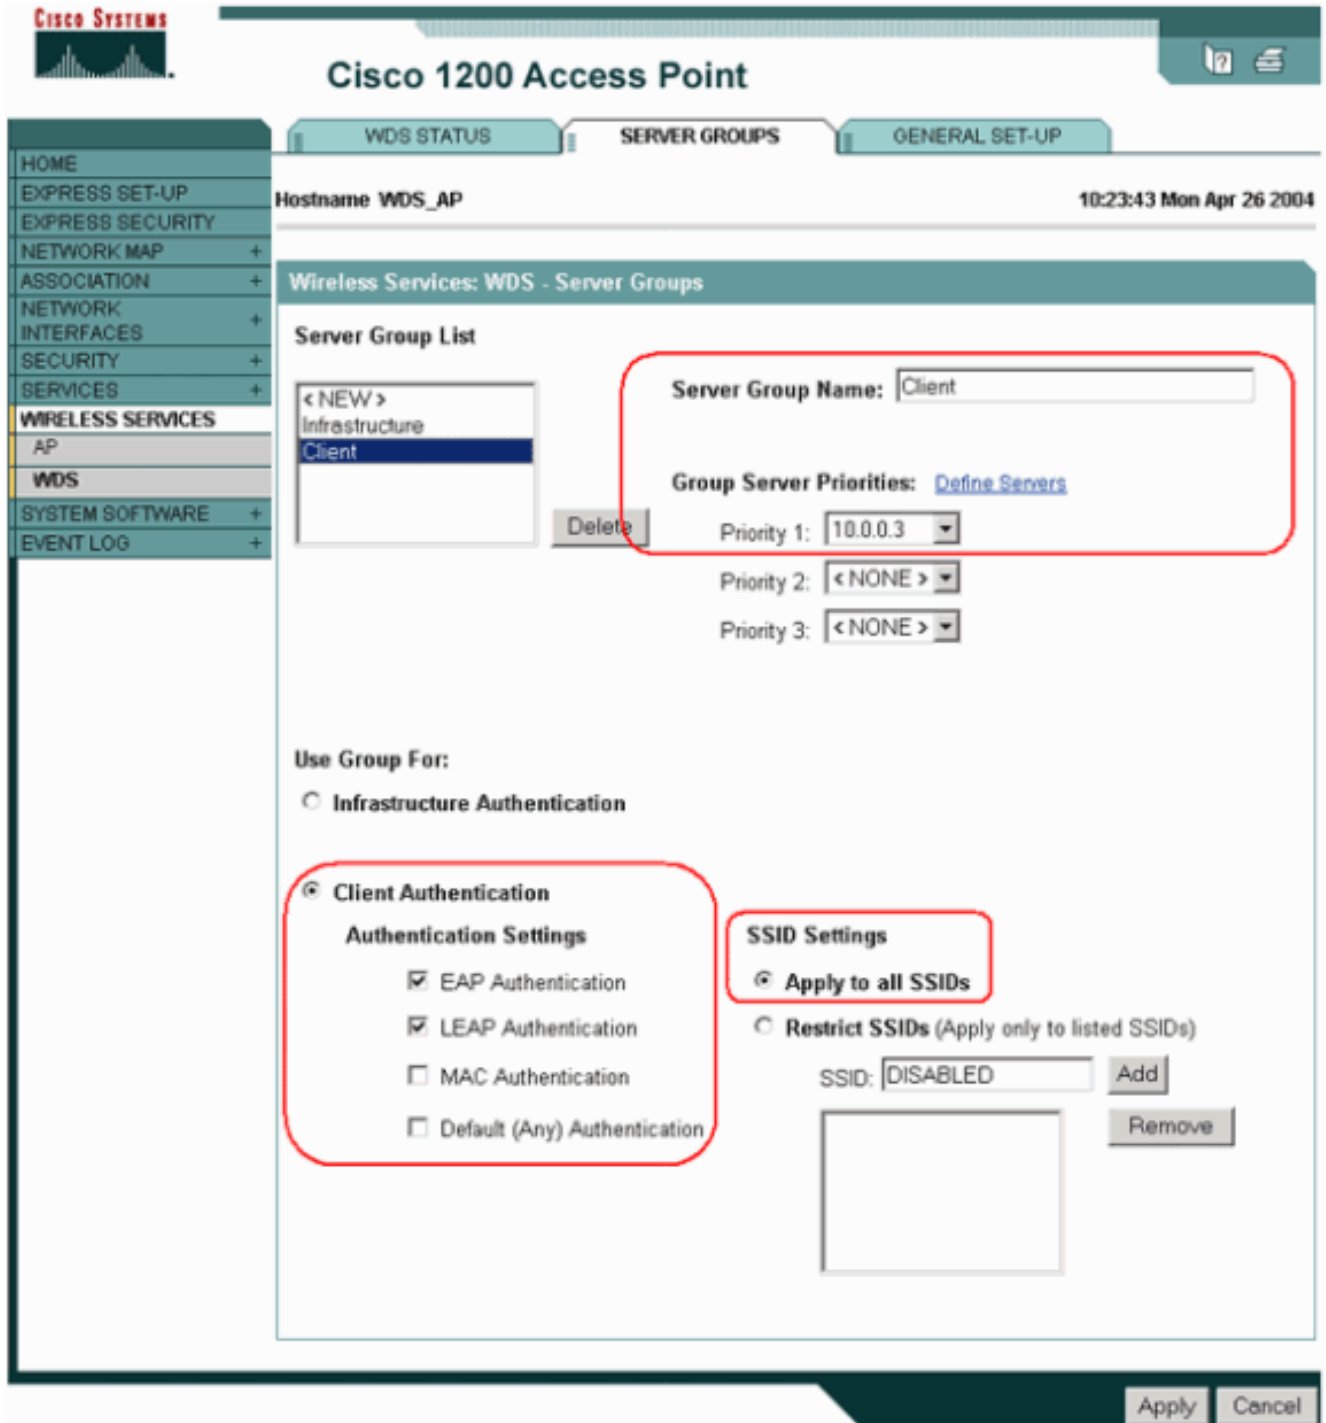 CISCO SYSTEMS
Cisco 1200 Access Point
WDS STATUS
SERVER GROUPS
GENERAL SET-UP
HOME
EXPRESS SET-UP
EXPRESS SECURITY
NETWORK MAP +
ASSOCIATION +
NETWORK
INTERFACES +
SECURITY +
SERVICES +
WIRELESS SERVICES
AP
WDS
SYSTEM SOFTWARE +
EVENT LOG +
Hostname WDS_AP
10:23:43 Mon Apr 26 2004
Wireless Services: WDS - Server Groups
Server Group List
< NEW >
Infrastructure
Client
Delete
Server Group Name: Client
Group Server Priorities: Define Servers
Priority 1: 10.0.0.3
Priority 2: < NONE >
Priority 3: < NONE >
Use Group For:
Infrastructure Authentication
Client Authentication
Authentication Settings
EAP Authentication
LEAP Authentication
MAC Authentication
Default (Any) Authentication
SSID Settings
Apply to all SSIDs
Restrict SSIDs (Apply only to listed SSIDs)
SSID: DISABLED
Add
Remove
Apply
Cancel